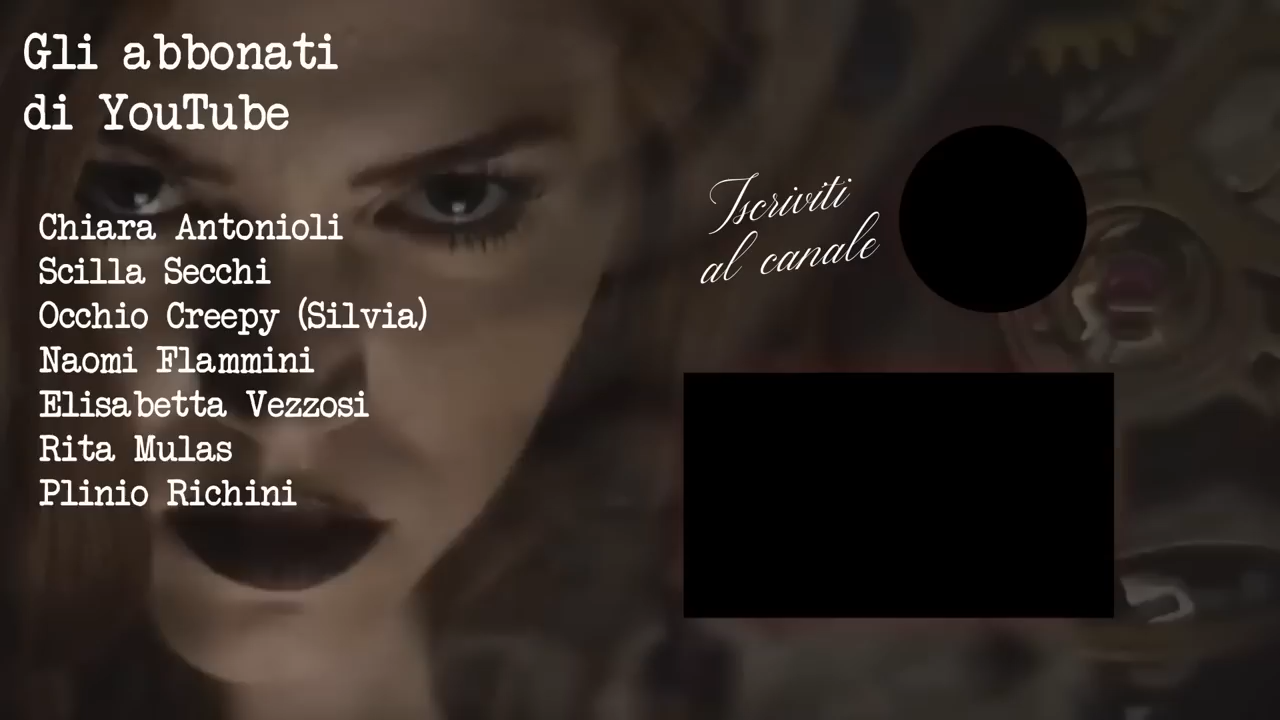 Gli abbonati
di YouTube
Chiara Antonioli
Scilla Secchi
Occhio Creepy (Silvia)
Naomi Flammini
Elisabetta Vezzosi
Rita Mulas
Plinio Richini
Iscriviti
al canale